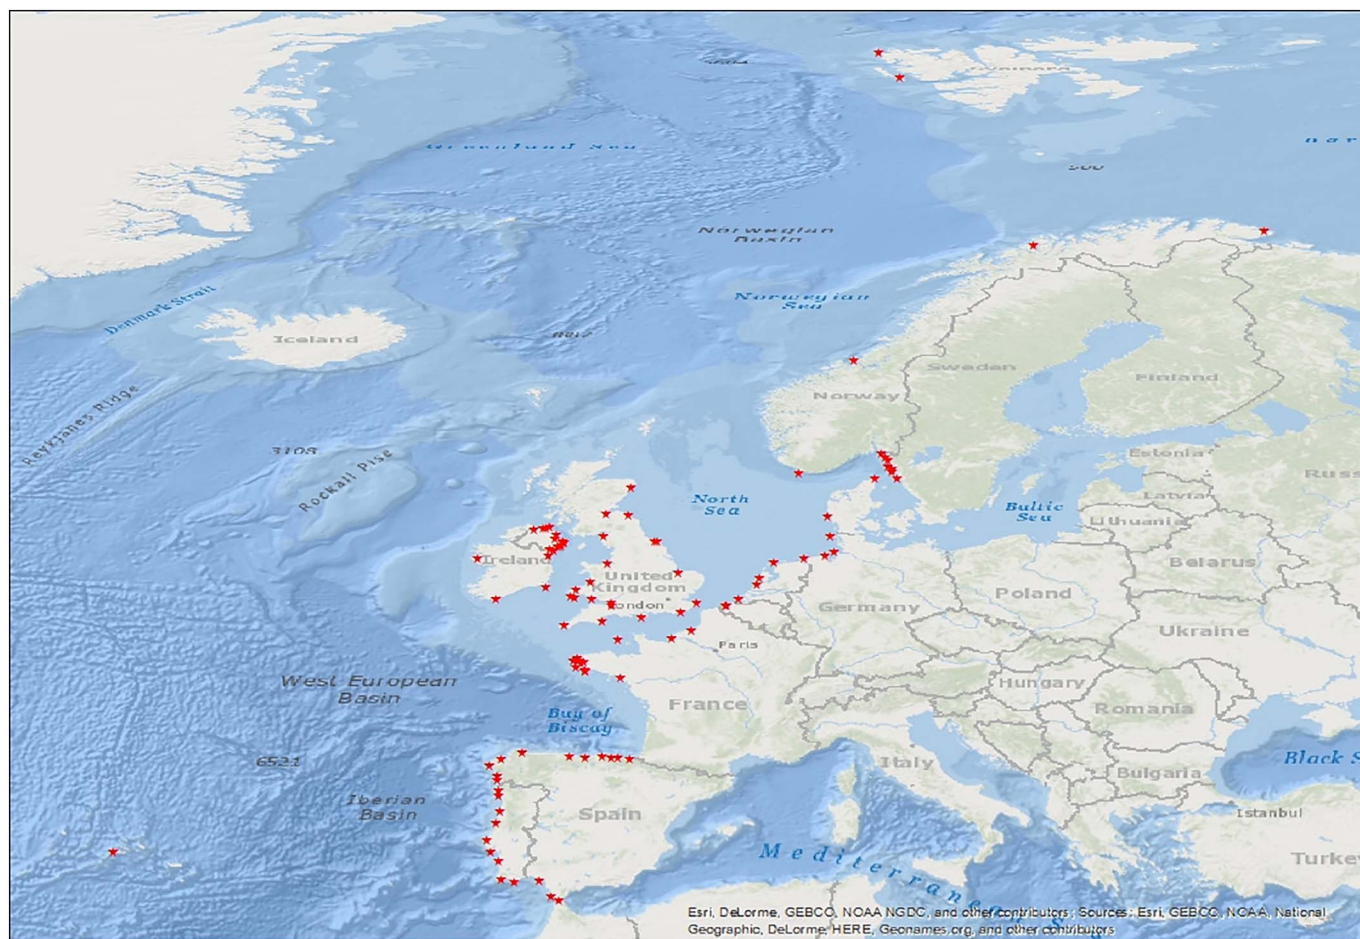 Greenland Sea
500
Norwegian
Basin
Denmark Strait
Norwegian
Sea
Iceland
Sweden
Finland
Norway
Reykjanes Ridge
3108
Rockall Rise
Estonia
Russ
North
Sea
Baltic
Sea
Latvia
Lithuania
Ireland
United
Kingdom
London
Belarus
Poland
Germany
Ukraine
Paris
West European
Basin
Hungary
France
Romania
Bay of
Biscay
6521
Italy
Black S
Bulgaria
Iberian
Basin
Spain
Istanbul
Mediterranean Sea
Turkey
Esri, DeLorme, GEBCO, NOAA NGDC, and other contributors; Sources: Esri, GEBCO, NOAA, National
Geographic, DeLorme, HERE, Geonames.org, and other contributors